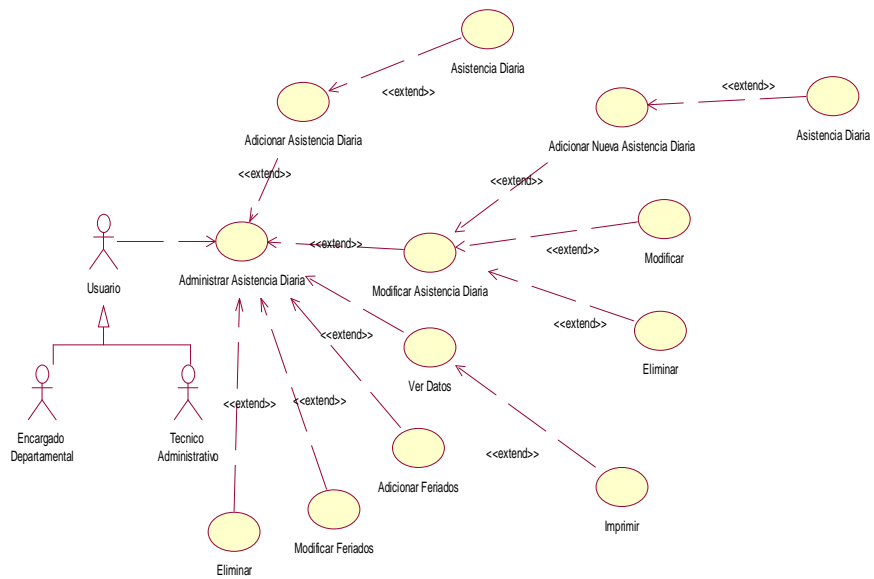 Asistencia Diaria
<<extend>>
Adicionar Asistencia Diaria
<<extend>>
Adicionar Nueva Asistencia Diaria
Asistencia Diaria
<<extend>>
<<extend>>
<<extend>>
<<extend>>
Modificar
<<extend>>
Usuario
Administrar Asistencia Diaria
Modificar Asistencia Diaria
<<extend>>
<<extend>>
Eliminar
<<extend>>
Ver Datos
Encargado
Departamental
Tecnico
Administrativo
<<extend>>
<<extend>>
<<extend>>
Adicionar Feriados
Imprimir
Modificar Feriados
Eliminar